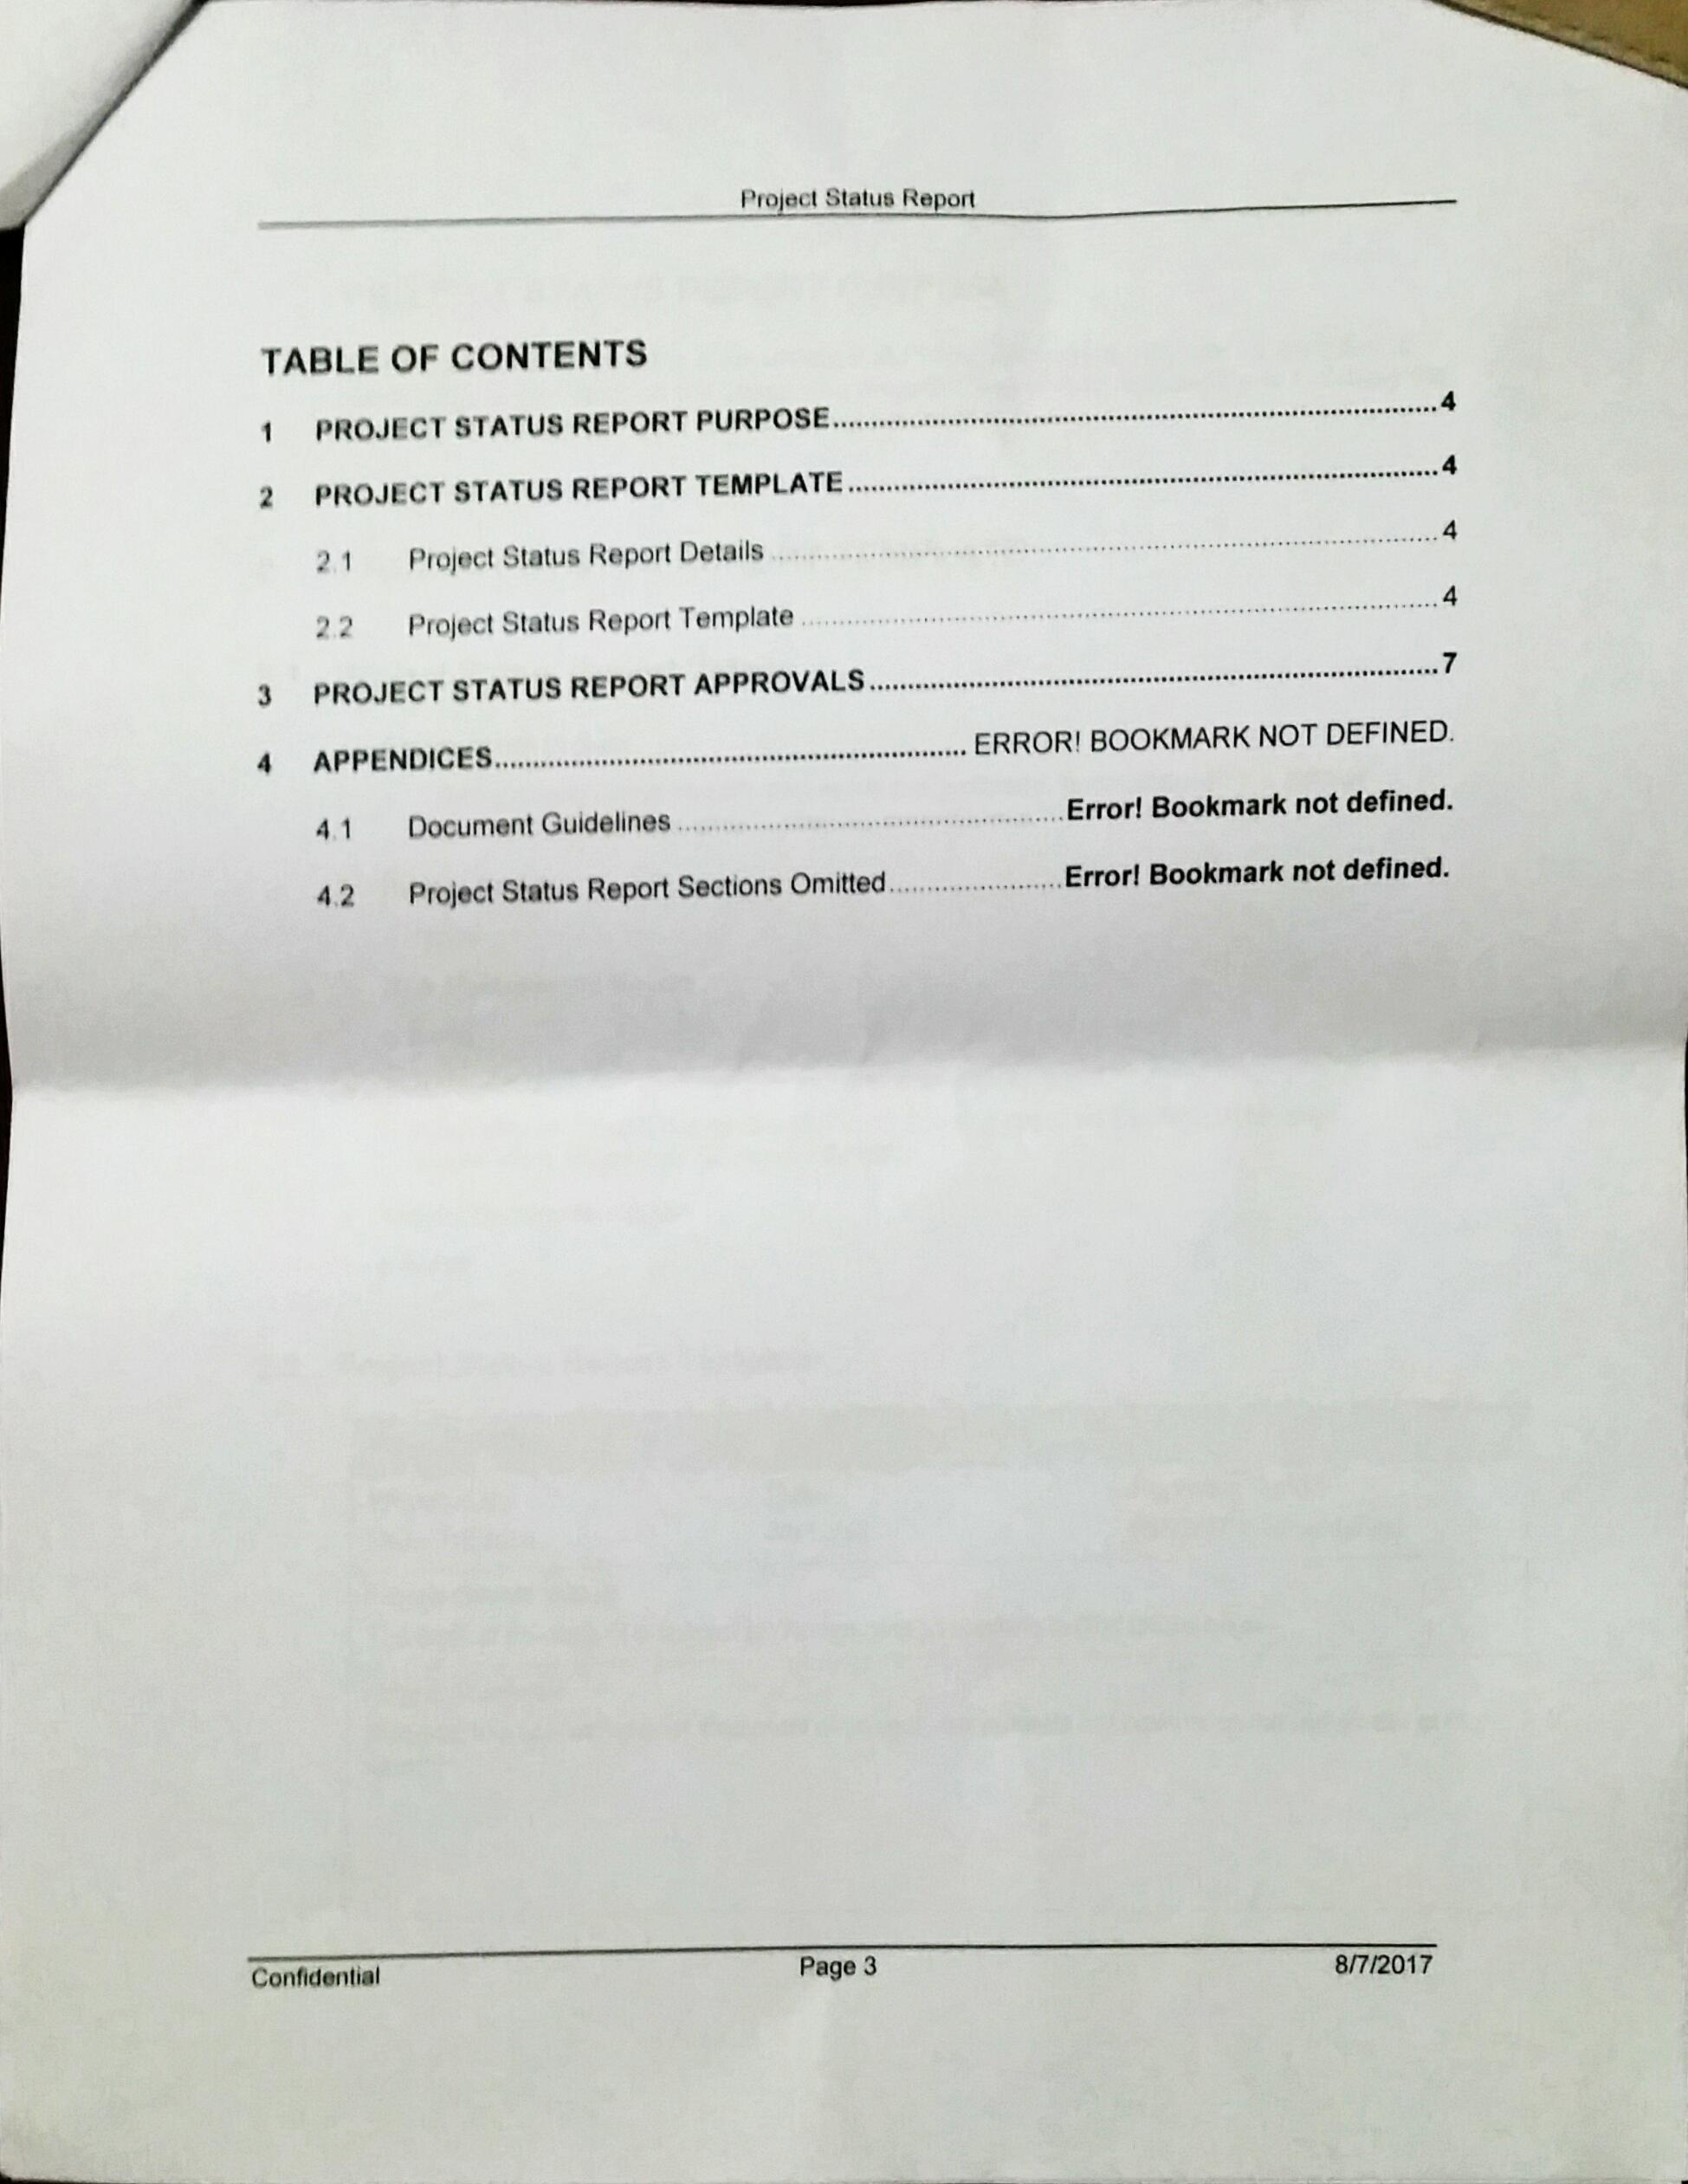 Project Status Report
TABLE OF CONTENTS
1 PROJECT STATUS REPORT PURPOSE..........4
2 PROJECT STATUS REPORT TEMPLATE..........4
2.1 Project Status Report Details..........4
2.2 Project Status Report Template..........4
3 PROJECT STATUS REPORT APPROVALS..........7
4 APPENDICES.......... ERROR! BOOKMARK NOT DEFINED.
4.1 Document Guidelines..........Error! Bookmark not defined.
4.2 Project Status Report Sections Omitted..........Error! Bookmark not defined.
Confidential Page 3 8/7/2017